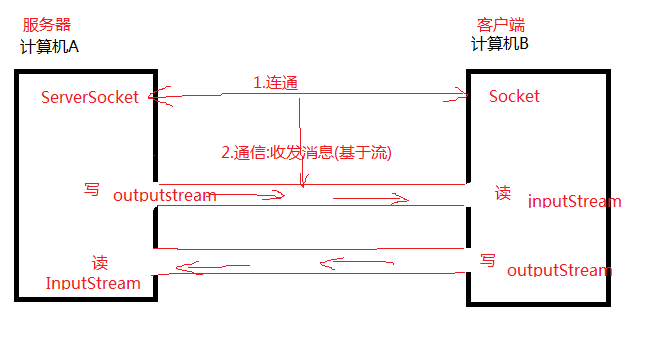 服务器
计算机A
客户端
计算机B
ServerSocket
1.连通
Socket
2.通信:收发消息(基于流)
写
outputstream
读
inputStream
读
InputStream
写
outputStream